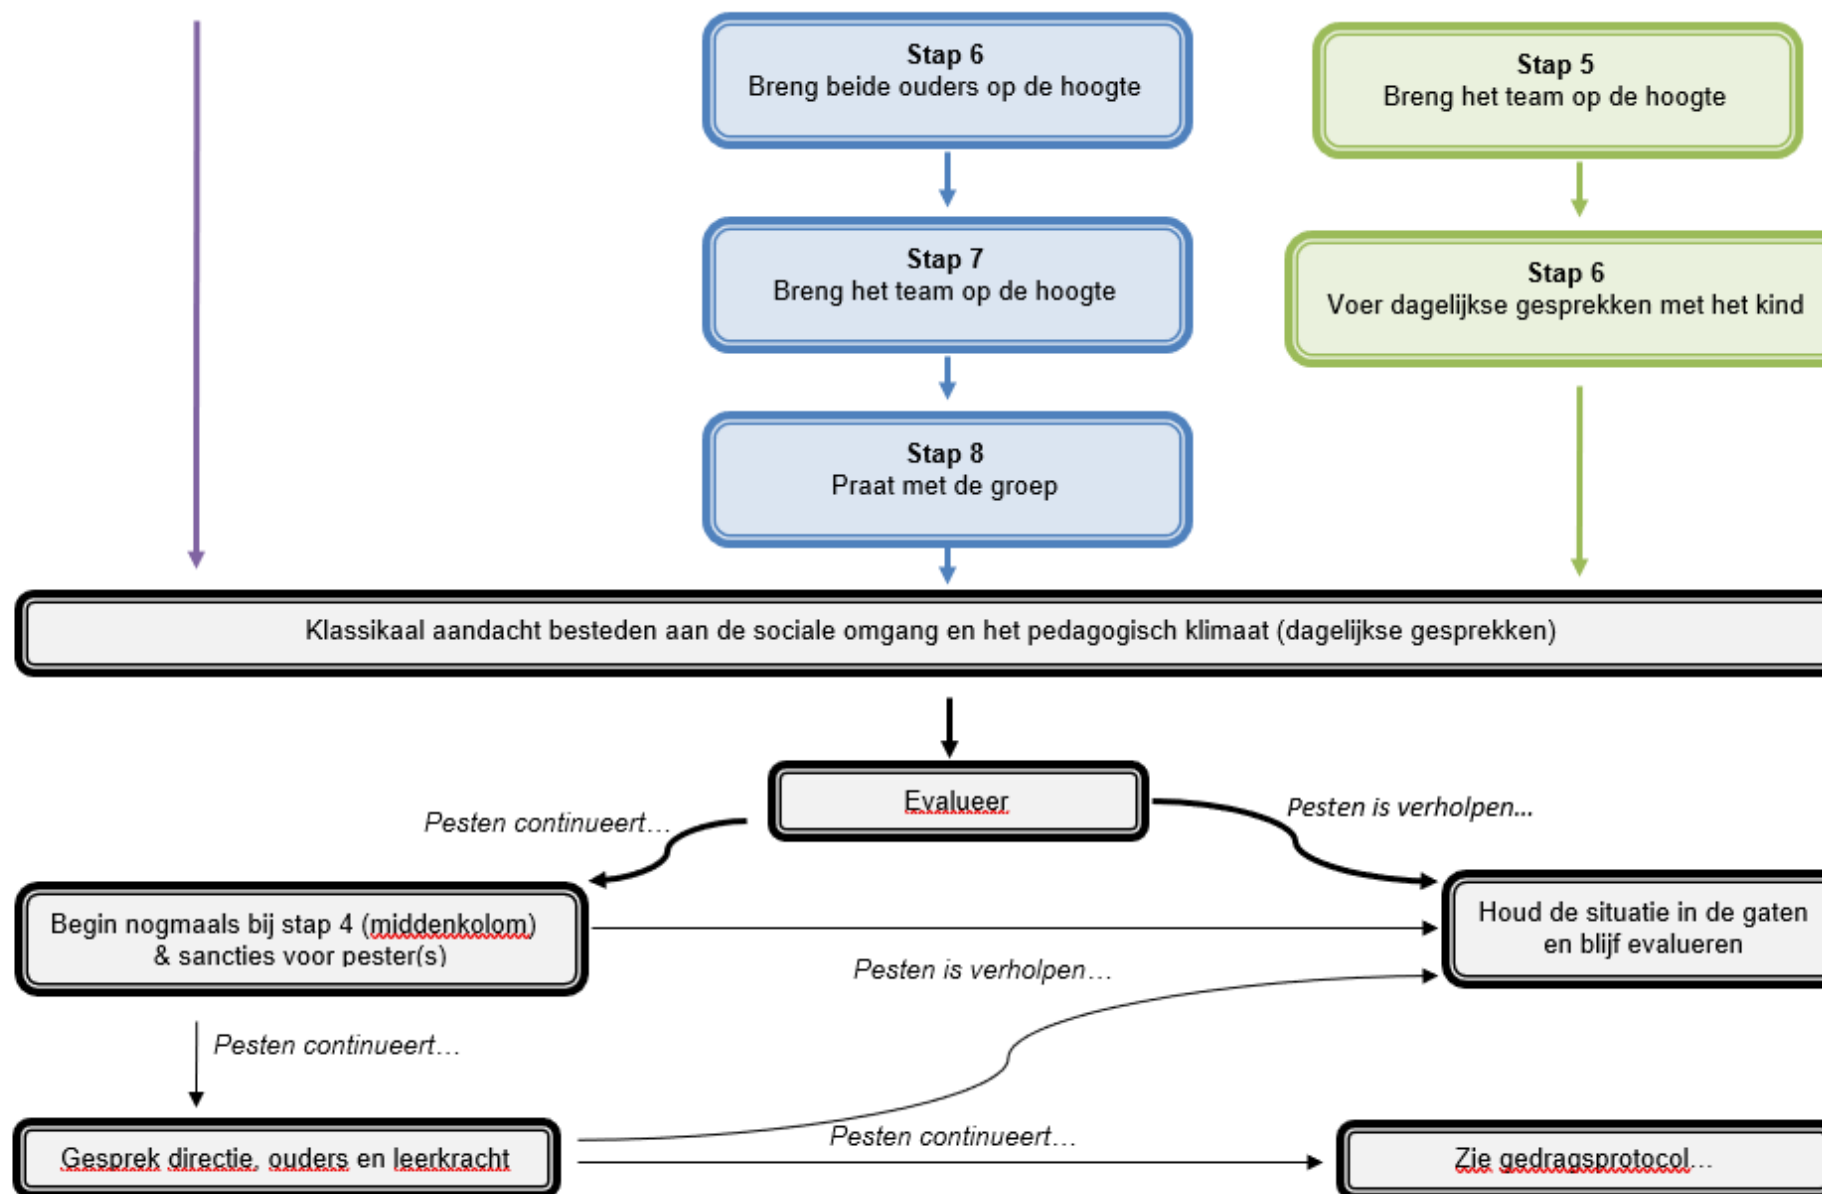 Stap 6
Breng beide ouders op de hoogte
Stap 5
Breng het team op de hoogte
Stap 7
Breng het team op de hoogte
Stap 6
Voer dagelijkse gesprekken met het kind
Stap 8
Praat met de groep
Klassikaal aandacht besteden aan de sociale omgang en het pedagogisch klimaat (dagelijkse gesprekken)
Evalueer
Pesten continueert…
Pesten is verholpen...
Begin nogmaals bij stap 4 (middenkolom)
& sancties voor pester(s)
Houd de situatie in de gaten
en blijf evalueren
Pesten is verholpen…
Pesten continueert…
Pesten continueert…
Gesprek directie, ouders en leerkracht
Zie gedragsprotocol…